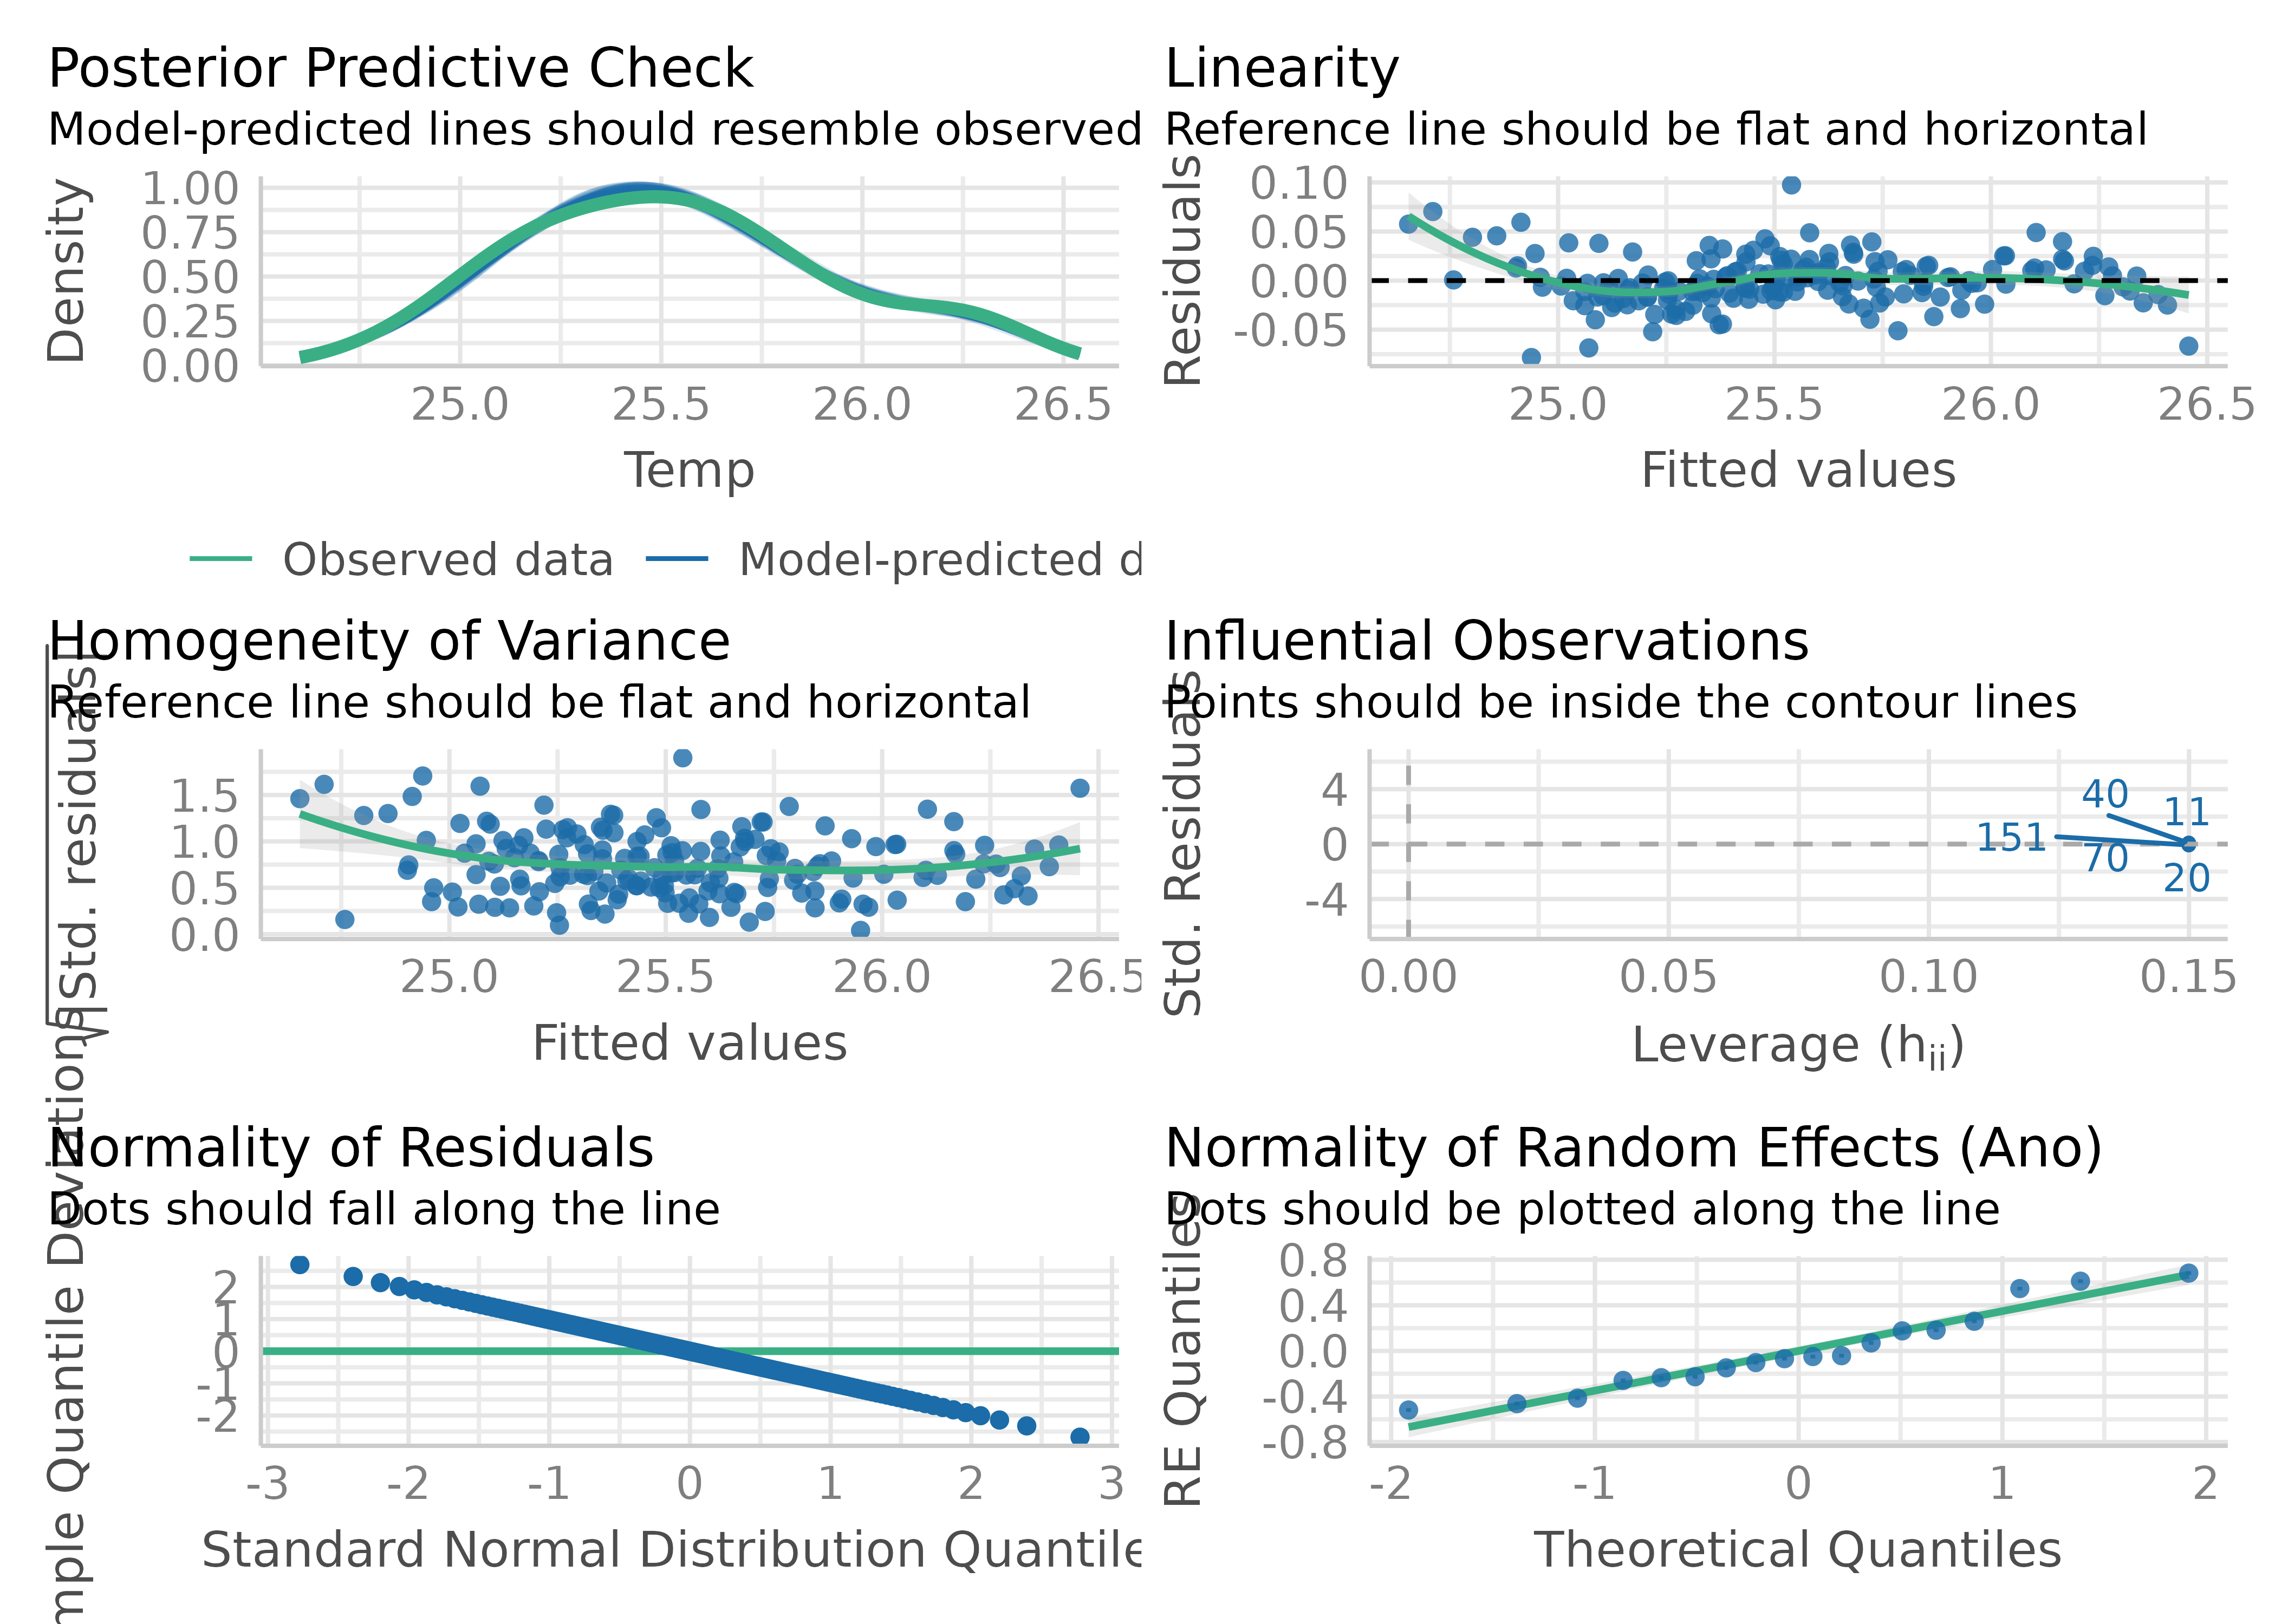 Posterior Predictive Check
Model-predicted lines should resemble observed
Density
1.00
0.75
0.50
0.25
0.00
25.0 25.5 26.0 26.5
Temp
Observed data Model-predicted d
Linearity
Reference line should be flat and horizontal
Residuals
0.10
0.05
0.00
-0.05
25.0 25.5 26.0 26.5
Fitted values
Homogeneity of Variance
Reference line should be flat and horizontal
√|Std. residuals|
1.5
1.0
0.5
0.0
25.0 25.5 26.0 26.5
Fitted values
Influential Observations
Points should be inside the contour lines
Std. Residuals
4
0
-4
40
11
151
70
20
0.00 0.05 0.10 0.15
Leverage (hii)
Normality of Residuals
Dots should fall along the line
mple Quantile Deviations
2
1
0
-1
-2
-3 -2 -1 0 1 2 3
Standard Normal Distribution Quantile
Normality of Random Effects (Ano)
Dots should be plotted along the line
RE Quantiles
0.8
0.4
0.0
-0.4
-0.8
-2 -1 0 1 2
Theoretical Quantiles